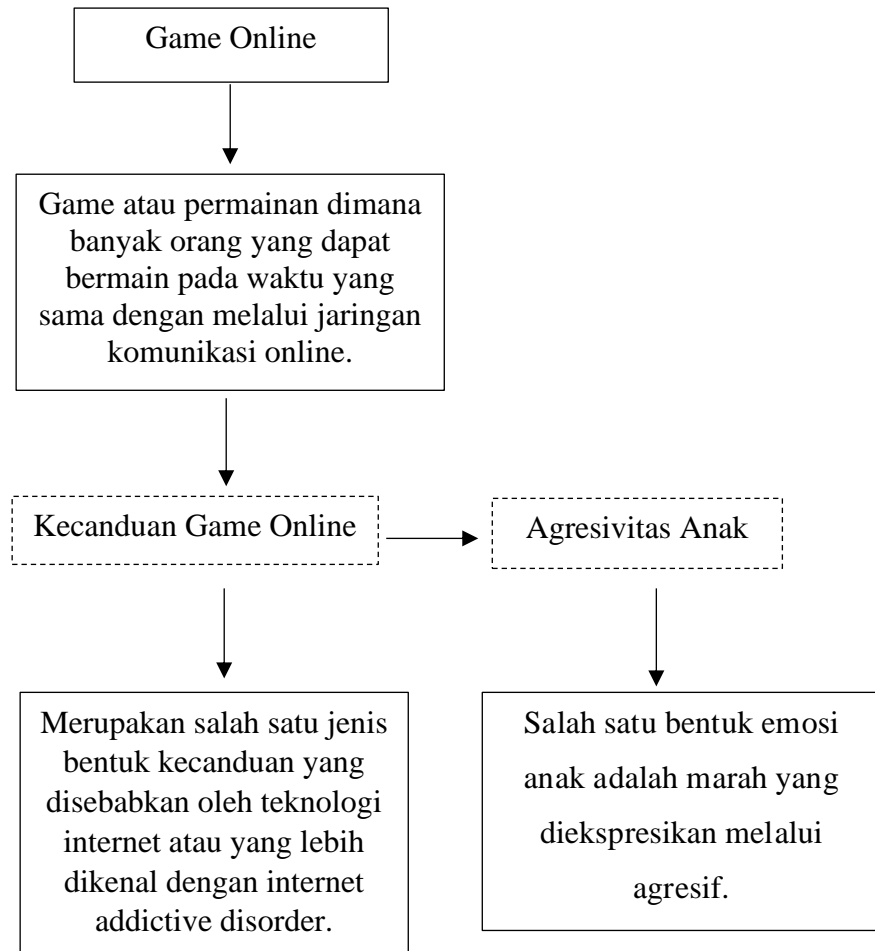 Game Online
Game atau permainan dimana
banyak orang yang dapat
bermain pada waktu yang
sama dengan melalui jaringan
komunikasi online.
Kecanduan Game Online
Agresivitas Anak
Merupakan salah satu jenis
bentuk kecanduan yang
disebabkan oleh teknologi
internet atau yang lebih
dikenal dengan internet
addictive disorder.
Salah satu bentuk emosi
anak adalah marah yang
diekspresikan melalui
agresif.